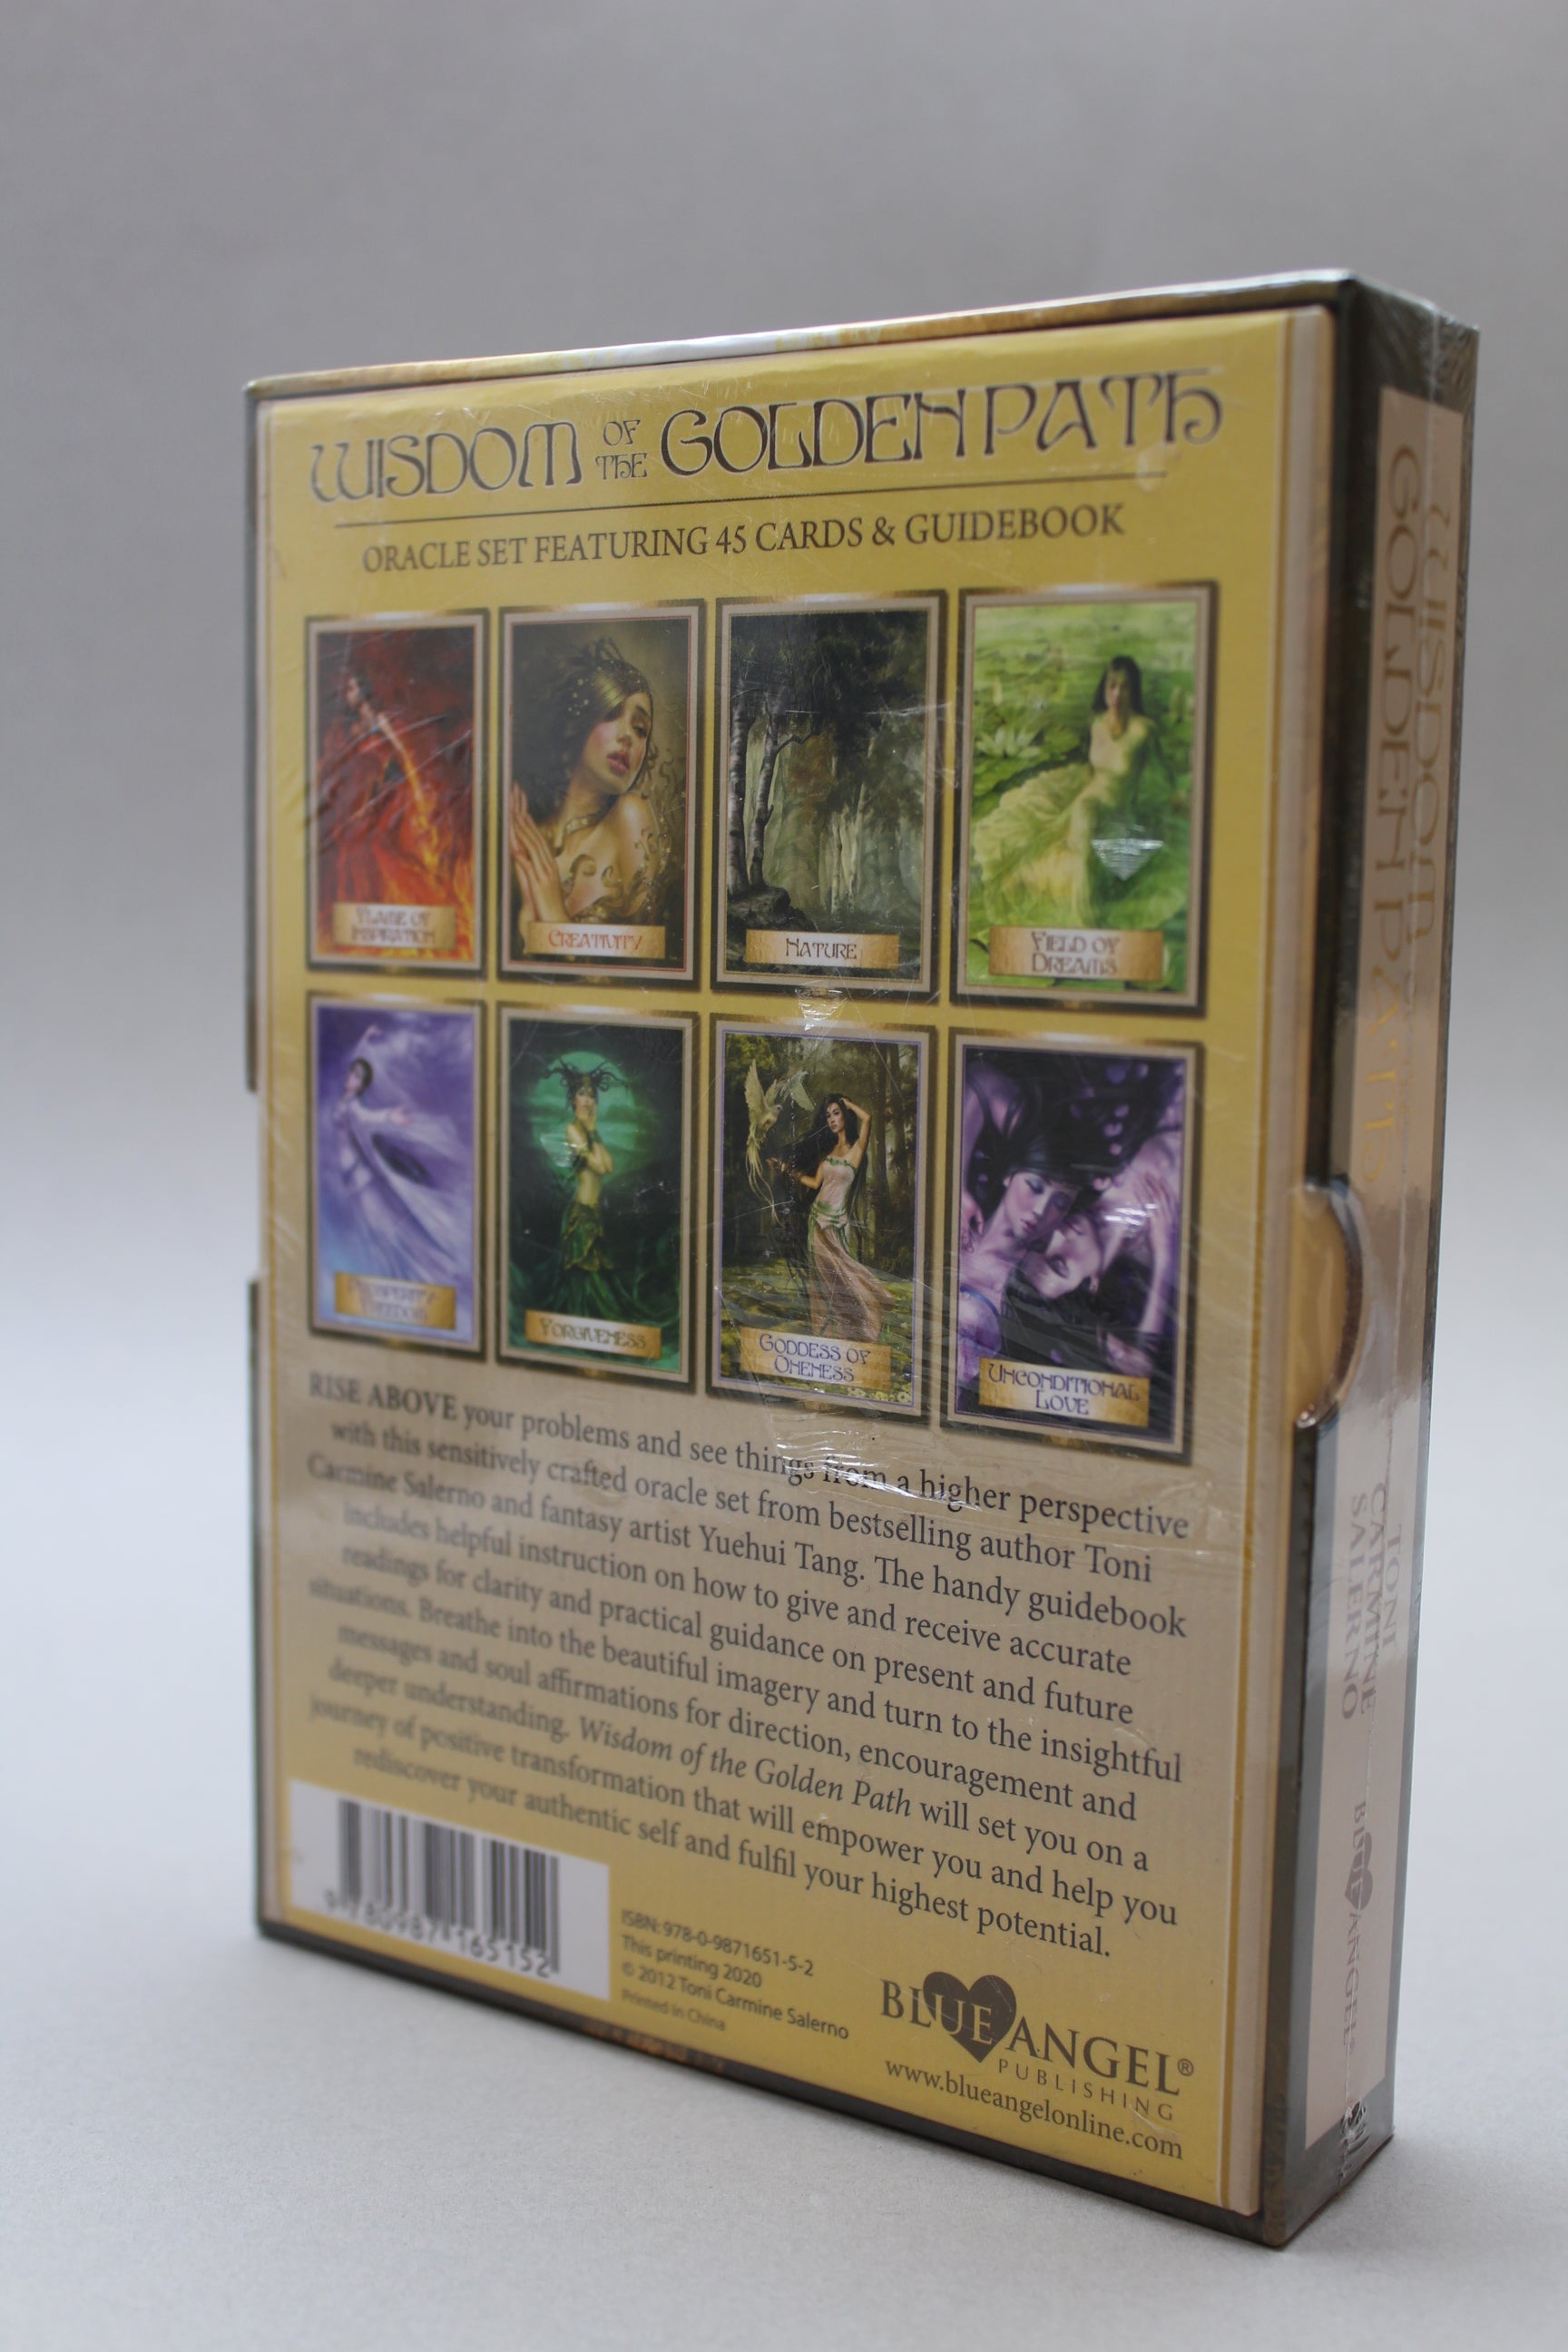 WISDOM OF THE GOLDEN PATH
ORACLE SET FEATURING 45 CARDS & GUIDEBOOK
FLAME OF
INSPIRATION
CREATIVITY
NATURE
FIELD OF
DREAMS
FREEDOM
FORGIVENESS
GODDESS OF
ONENESS
UNCONDITIONAL
LOVE
RISE ABOVE your problems and see things from a higher perspective
with this sensitively crafted oracle set from bestselling author Toni
Carmine Salerno and fantasy artist Yuehui Tang. The handy guidebook
includes helpful instruction on how to give and receive accurate
readings for clarity and practical guidance on present and future
situations. Breathe into the beautiful imagery and turn to the insightful
messages and soul affirmations for direction, encouragement and
deeper understanding. Wisdom of the Golden Path will set you on a
journey of positive transformation that will empower you and help you
rediscover your authentic self and fulfil your highest potential.
9 780987 165152
ISBN: 978-0-9871651-5-2
This printing 2020
© 2012 Toni Carmine Salerno
Printed in China
BLUE ANGEL®
PUBLISHING
www.blueangelonline.com
WISDOM OF THE
GOLDEN PATH
TONI
CARMINE
SALERNO
BLUE ANGEL